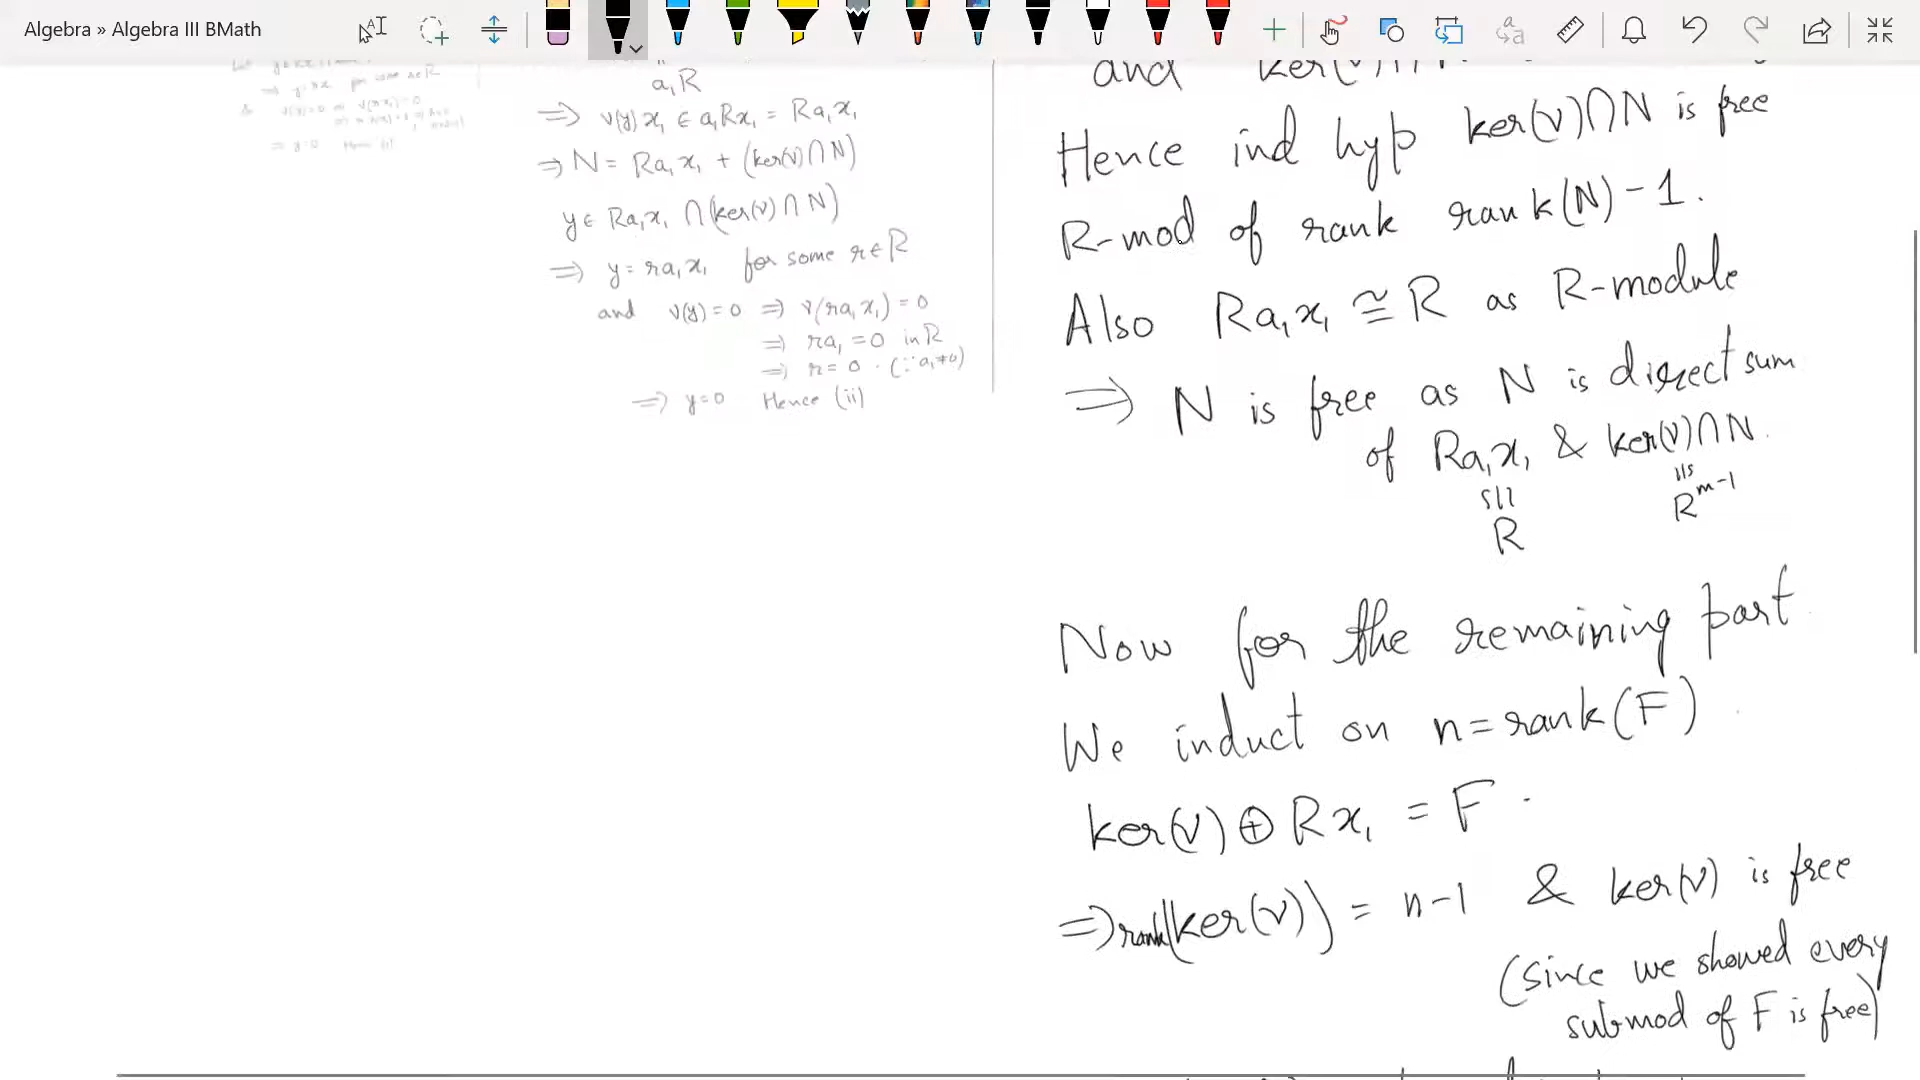 Algebra » Algebra III BMath
a₁R
⇒ v(y)x₁ ∈ a₁Rx₁ = Ra₁x₁
⇒ N = Ra₁x₁ + (ker(v)∩N)
y ∈ Ra₁x₁ ∩ (ker(v)∩N)
⇒ y = ra₁x₁ for some r∈R
and v(y)=0 ⇒ v(ra₁x₁)=0
⇒ ra₁=0 in R
⇒ r=0. (∵a₁≠0)
⇒ y=0 Hence (ii)
and
Hence ind hyp ker(v)∩N is free
R-mod of rank rank(N)-1.
Also Ra₁x₁ ≅ R as R-module
⇒ N is free as N is direct sum
of Ra₁x₁ & ker(v)∩N.
R
R^{m-1}
Now for the remaining part
We induct on n=rank(F)
ker(v) ⊕ Rx₁ = F.
⇒ rank(ker(v)) = n-1 & ker(v) is free
(since we showed every
submod of F is free)